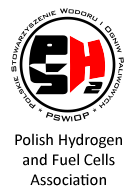 POLSKIE STOWARZYSZENIE WODORU I OGNIW PALIWOWYCH
PS H2
PSWiOP
Polish Hydrogen
and Fuel Cells
Association